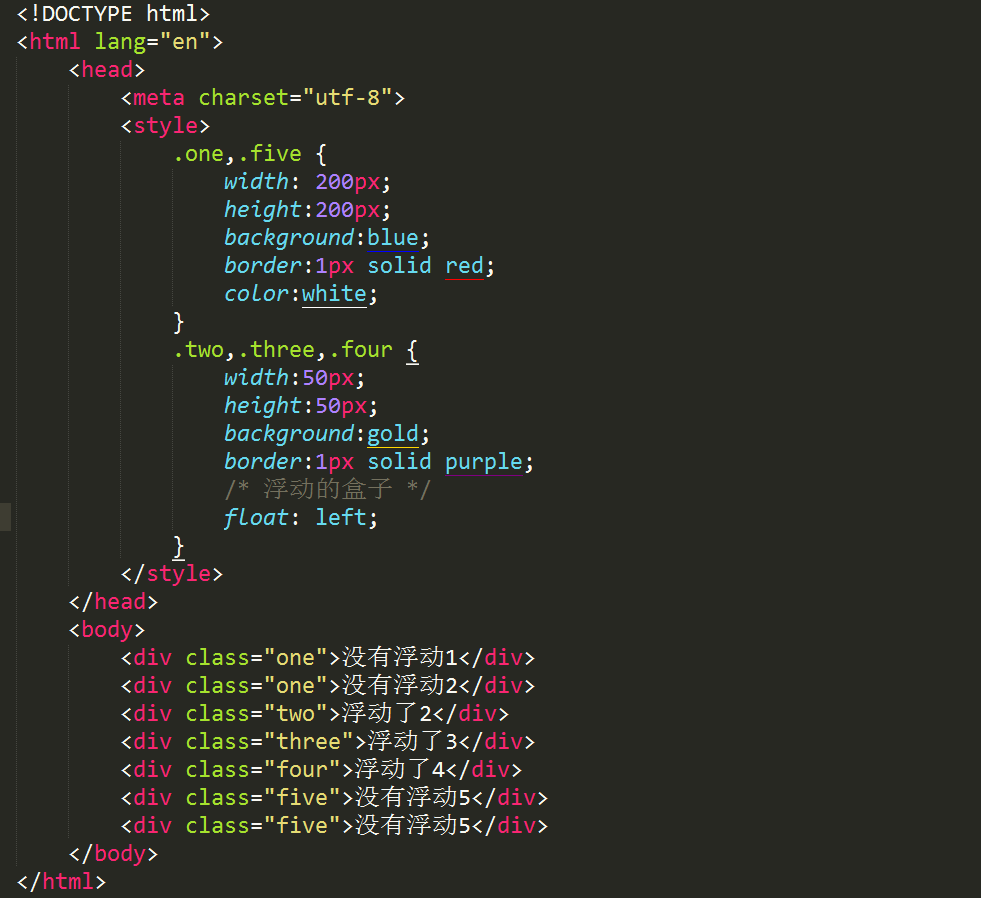 <!DOCTYPE html>
<html lang="en">
<head>
<meta charset="utf-8">
<style>
.one,.five {
width: 200px;
height:200px;
background:blue;
border:1px solid red;
color:white;
}
.two,.three,.four {
width:50px;
height:50px;
background:gold;
border:1px solid purple;
/* 浮动的盒子 */
float: left;
}
</style>
</head>
<body>
<div class="one">没有浮动1</div>
<div class="one">没有浮动2</div>
<div class="two">浮动了2</div>
<div class="three">浮动了3</div>
<div class="four">浮动了4</div>
<div class="five">没有浮动5</div>
<div class="five">没有浮动5</div>
</body>
</html>